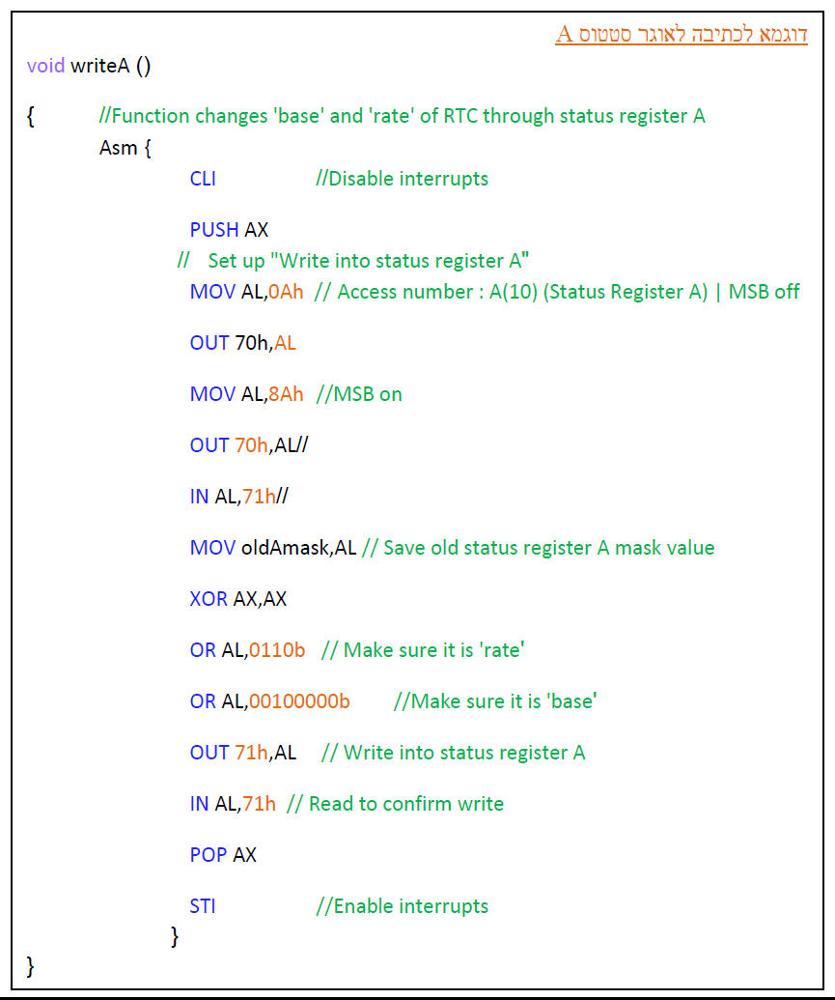 דוגמא לכתיבה לאוגר סטטוס A
void writeA ()
{ //Function changes 'base' and 'rate' of RTC through status register A
Asm {
CLI //Disable interrupts
PUSH AX
// Set up "Write into status register A"
MOV AL,0Ah // Access number : A(10) (Status Register A) | MSB off
OUT 70h,AL
MOV AL,8Ah //MSB on
OUT 70h,AL//
IN AL,71h//
MOV oldAmask,AL // Save old status register A mask value
XOR AX,AX
OR AL,0110b // Make sure it is 'rate'
OR AL,00100000b //Make sure it is 'base'
OUT 71h,AL // Write into status register A
IN AL,71h // Read to confirm write
POP AX
STI //Enable interrupts
}
}